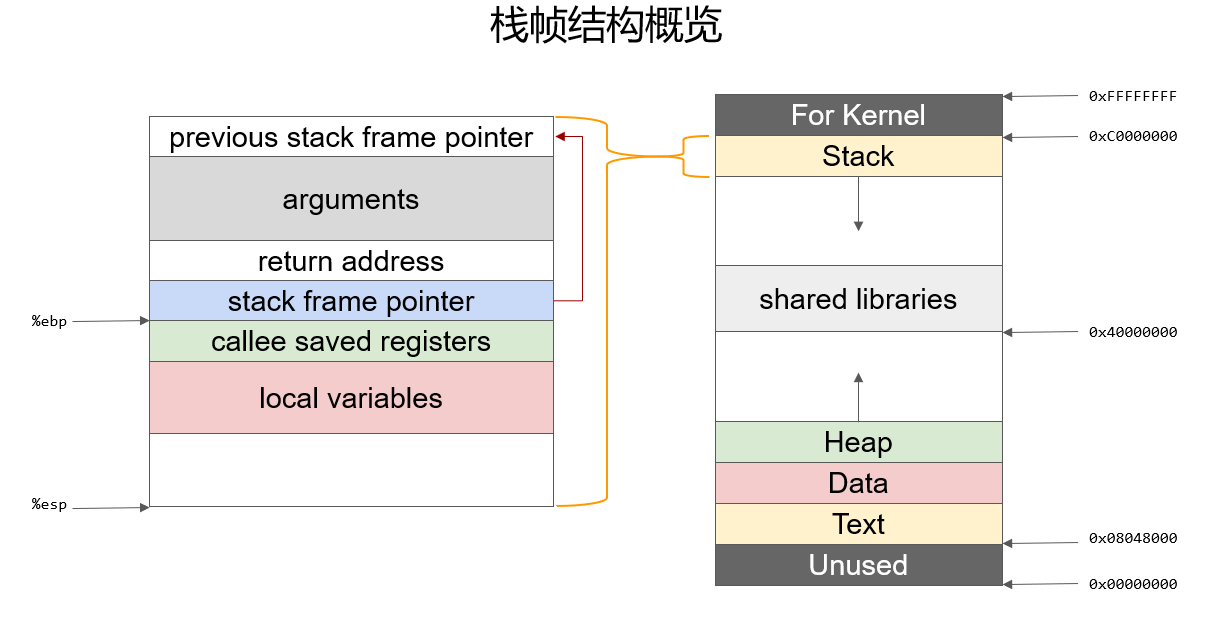 栈帧结构概览
previous stack frame pointer
arguments
return address
stack frame pointer
%ebp
callee saved registers
local variables
%esp
For Kernel
0xFFFFFFFF
0xC0000000
Stack
shared libraries
0x40000000
Heap
Data
Text
0x08048000
Unused
0x00000000